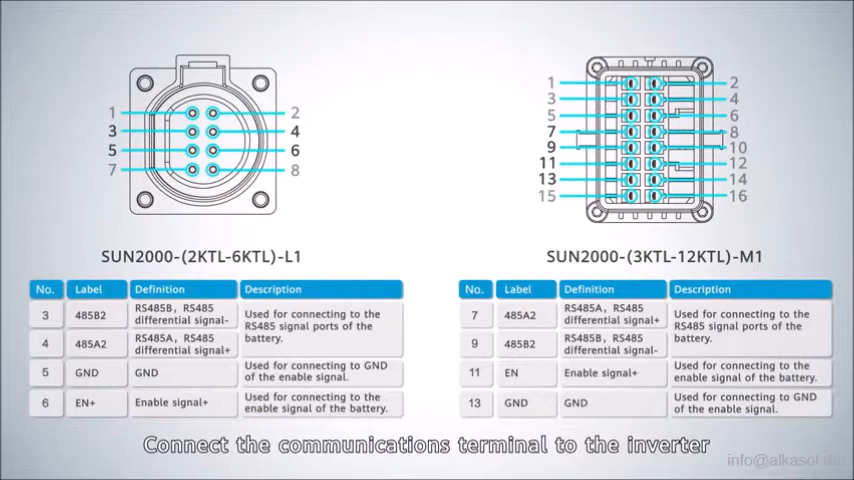 1 2
3 4
5 6
7 8
1 2
3 4
5 6
7 8
9 10
11 12
13 14
15 16
SUN2000-(2KTL-6KTL)-L1
SUN2000-(3KTL-12KTL)-M1
No. Label Definition Description
3 485B2 RS485B, RS485
differential signal-
Used for connecting to the
RS485 signal ports of the
battery.
4 485A2 RS485A, RS485
differential signal+
5 GND GND Used for connecting to GND
of the enable signal.
6 EN+ Enable signal+ Used for connecting to the
enable signal of the battery.
No. Label Definition Description
7 485A2 RS485A, RS485
differential signal+
Used for connecting to the
RS485 signal ports of the
battery.
9 485B2 RS485B, RS485
differential signal-
11 EN Enable signal+ Used for connecting to the
enable signal of the battery.
13 GND GND Used for connecting to GND
of the enable signal.
Connect the communications terminal to the inverter